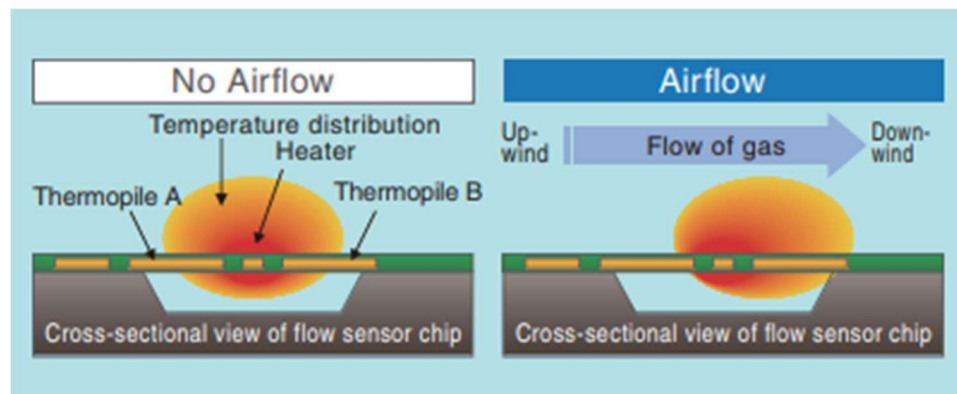 No Airflow
Temperature distribution
Heater
Thermopile A
Thermopile B
Cross-sectional view of flow sensor chip
Airflow
Up-
wind
Flow of gas
Down-
wind
Cross-sectional view of flow sensor chip